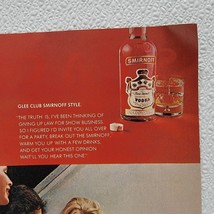 SMIRNOFF
VODKA
GLEE CLUB SMIRNOFF STYLE.
"THE TRUTH IS, I'VE BEEN THINKING OF
GIVING UP LAW FOR SHOW BUSINESS.
SO I FIGURED I'D INVITE YOU ALL OVER
FOR A PARTY. BREAK OUT THE SMIRNOFF.
WARM YOU UP WITH A FEW DRINKS,
AND GET YOUR HONEST OPINION.
WAIT'LL YOU HEAR THIS ONE."